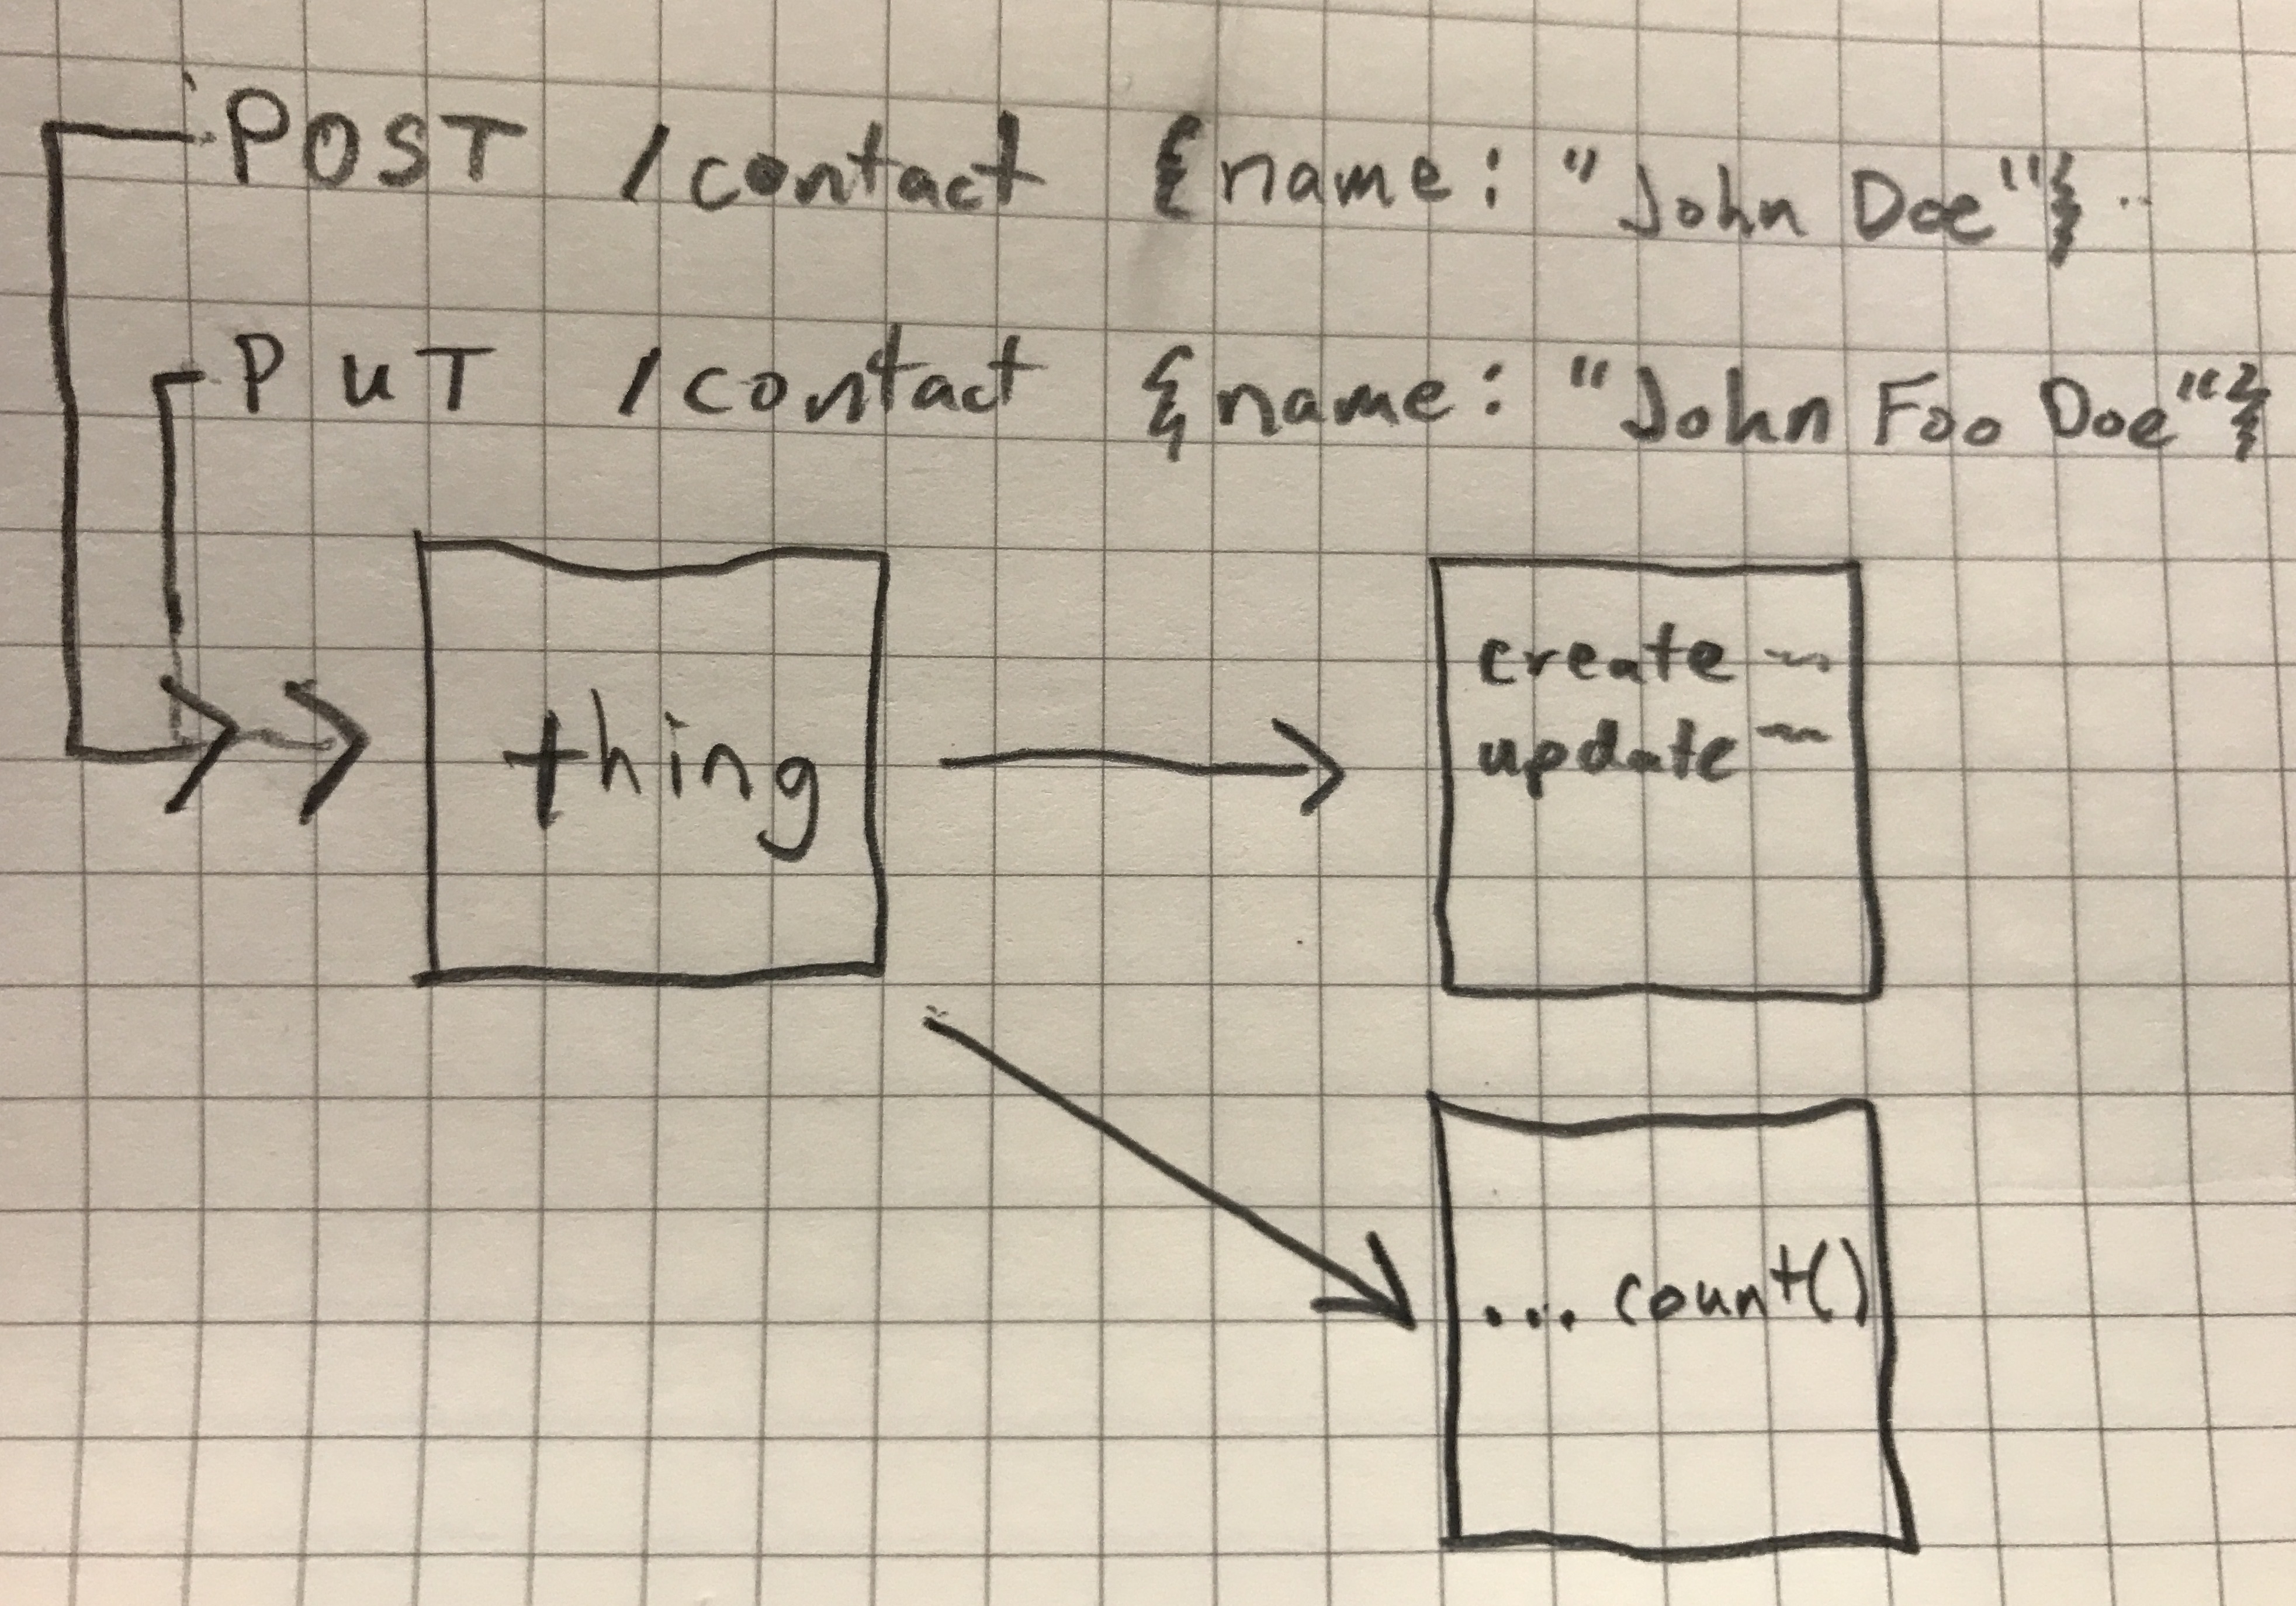 POST /contact {name: "John Doe"}
PUT /contact {name: "John Foo Doe"}
thing
create ~
update ~
... count()